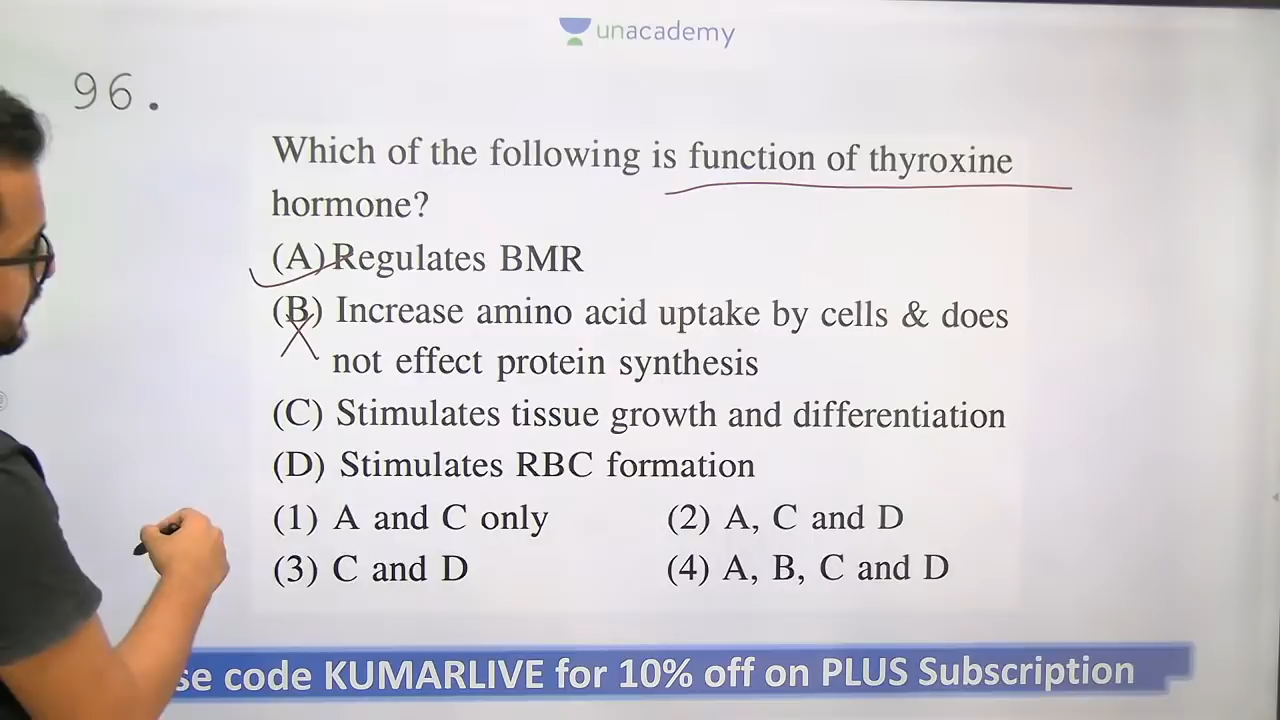 unacademy
96.
Which of the following is function of thyroxine
hormone?
(A) Regulates BMR
(B) Increase amino acid uptake by cells & does
not effect protein synthesis
(C) Stimulates tissue growth and differentiation
(D) Stimulates RBC formation
(1) A and C only (2) A, C and D
(3) C and D (4) A, B, C and D
se code KUMARLIVE for 10% off on PLUS Subscription